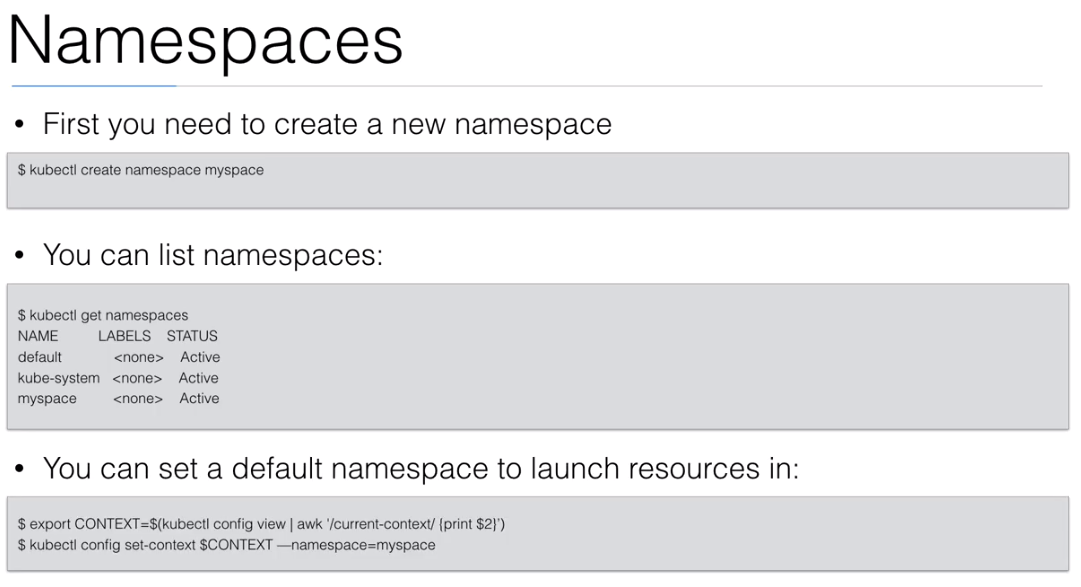 Namespaces
• First you need to create a new namespace
$ kubectl create namespace myspace
• You can list namespaces:
$ kubectl get namespaces
NAME LABELS STATUS
default <none> Active
kube-system <none> Active
myspace <none> Active
• You can set a default namespace to launch resources in:
$ export CONTEXT=$(kubectl config view | awk '/current-context/ {print $2}')
$ kubectl config set-context $CONTEXT —namespace=myspace